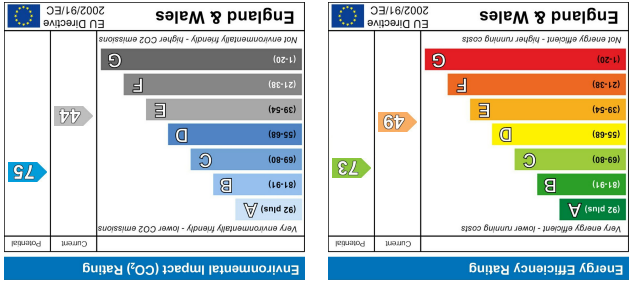 Energy Efficiency Rating
Current Potential
Very energy efficient - lower running costs
(92 plus) A
(81-91) B
(69-80) C
(55-68) D
(39-54) E
(21-38) F
(1-20) G
49
73
Not energy efficient - higher running costs
England & Wales
EU Directive
2002/91/EC
Environmental Impact (CO₂) Rating
Current Potential
Very environmentally friendly - lower CO2 emissions
(92 plus) A
(81-91) B
(69-80) C
(55-68) D
(39-54) E
(21-38) F
(1-20) G
44
75
Not environmentally friendly - higher CO2 emissions
England & Wales
EU Directive
2002/91/EC